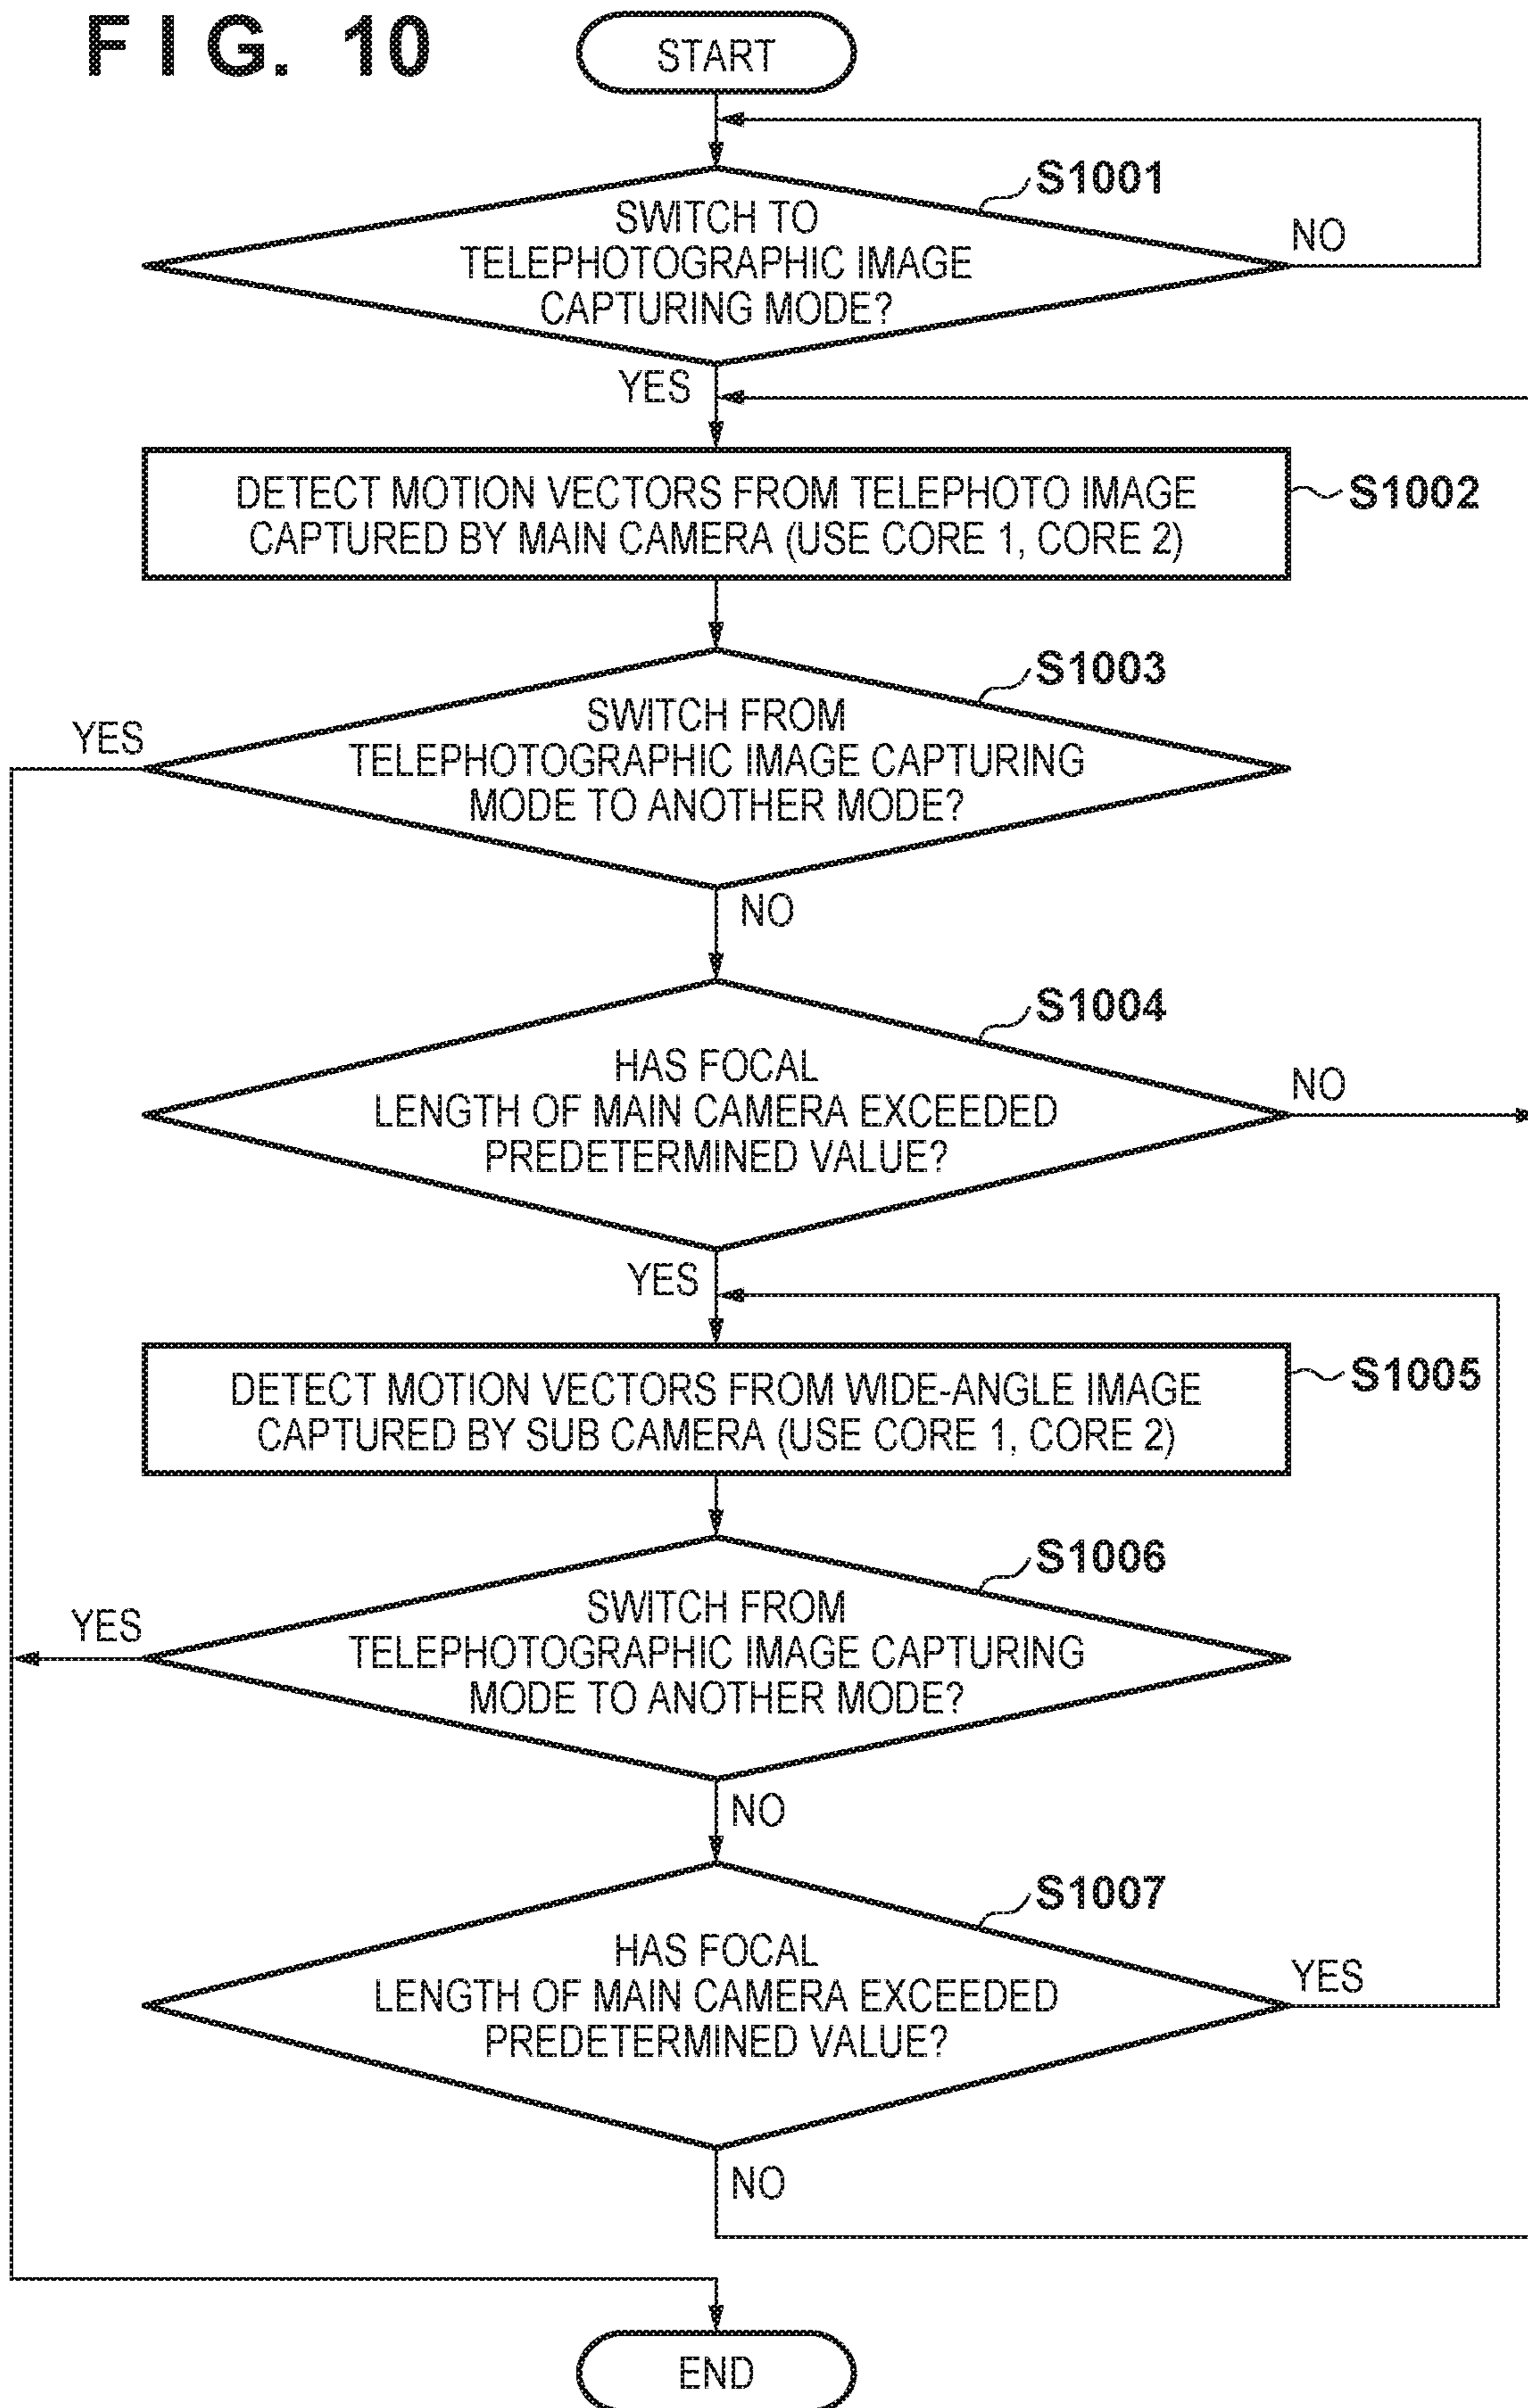 FIG. 10
START
S1001
SWITCH TO
TELEPHOTOGRAPHIC IMAGE
CAPTURING MODE?
NO
YES
DETECT MOTION VECTORS FROM TELEPHOTO IMAGE
CAPTURED BY MAIN CAMERA (USE CORE 1, CORE 2)
S1002
S1003
SWITCH FROM
TELEPHOTOGRAPHIC IMAGE CAPTURING
MODE TO ANOTHER MODE?
YES
NO
S1004
HAS FOCAL
LENGTH OF MAIN CAMERA EXCEEDED
PREDETERMINED VALUE?
NO
YES
DETECT MOTION VECTORS FROM WIDE-ANGLE IMAGE
CAPTURED BY SUB CAMERA (USE CORE 1, CORE 2)
S1005
S1006
SWITCH FROM
TELEPHOTOGRAPHIC IMAGE CAPTURING
MODE TO ANOTHER MODE?
YES
NO
S1007
HAS FOCAL
LENGTH OF MAIN CAMERA EXCEEDED
PREDETERMINED VALUE?
YES
NO
END